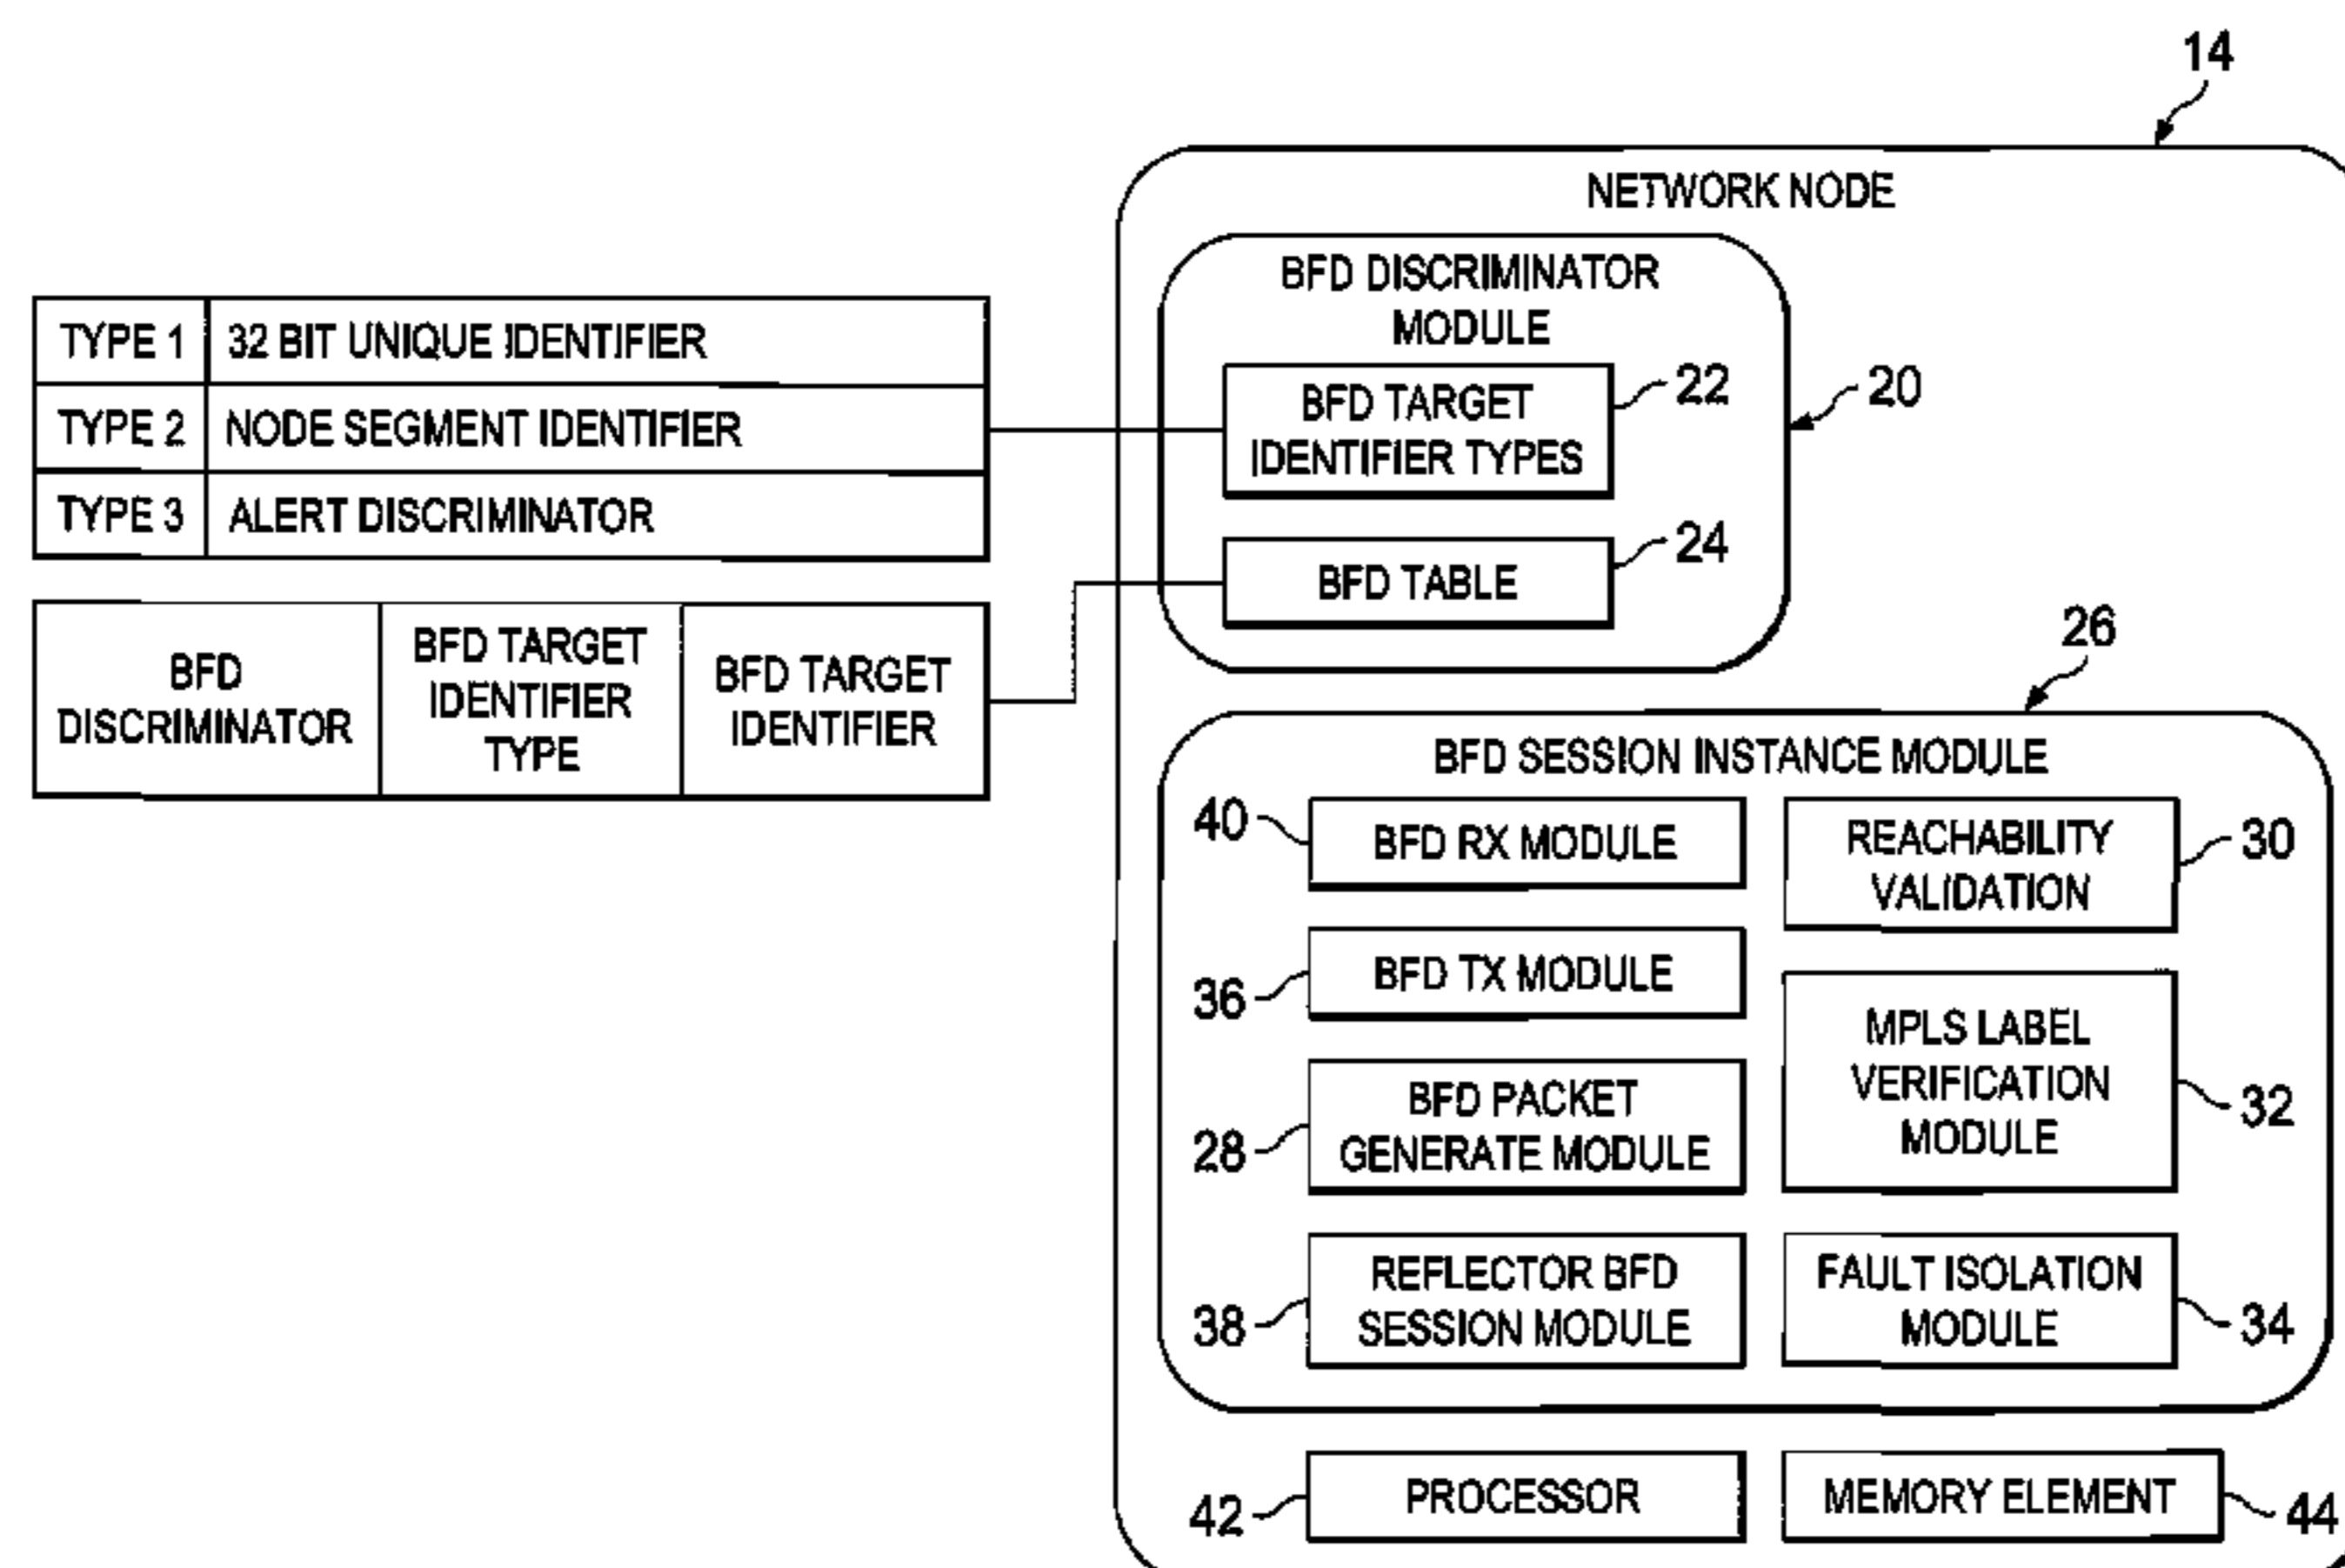 14
NETWORK NODE
BFD DISCRIMINATOR
MODULE
BFD TARGET
IDENTIFIER TYPES
22
20
BFD TABLE
24
TYPE 1 32 BIT UNIQUE IDENTIFIER
TYPE 2 NODE SEGMENT IDENTIFIER
TYPE 3 ALERT DISCRIMINATOR
BFD
DISCRIMINATOR
BFD TARGET
IDENTIFIER
TYPE
BFD TARGET
IDENTIFIER
26
BFD SESSION INSTANCE MODULE
40
BFD RX MODULE
REACHABILITY
VALIDATION
30
36
BFD TX MODULE
MPLS LABEL
VERIFICATION
MODULE
32
28
BFD PACKET
GENERATE MODULE
38
REFLECTOR BFD
SESSION MODULE
FAULT ISOLATION
MODULE
34
42
PROCESSOR
MEMORY ELEMENT
44